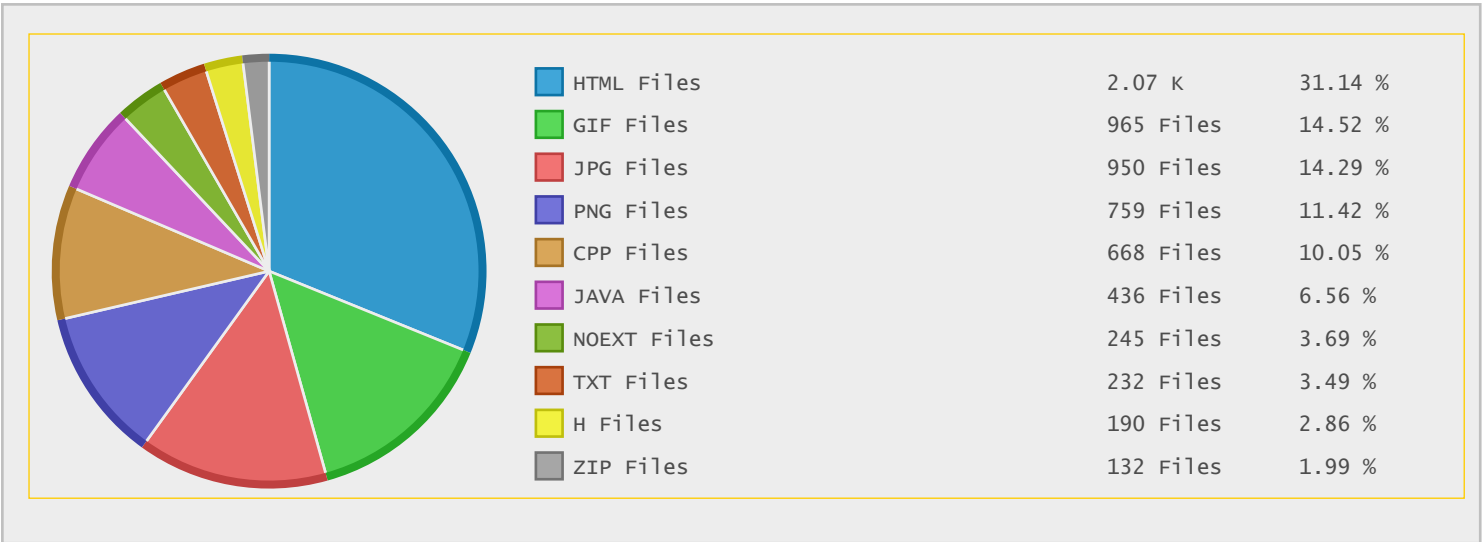 HTML Files 2.07 K 31.14 %
GIF Files 965 Files 14.52 %
JPG Files 950 Files 14.29 %
PNG Files 759 Files 11.42 %
CPP Files 668 Files 10.05 %
JAVA Files 436 Files 6.56 %
NOEXT Files 245 Files 3.69 %
TXT Files 232 Files 3.49 %
H Files 190 Files 2.86 %
ZIP Files 132 Files 1.99 %